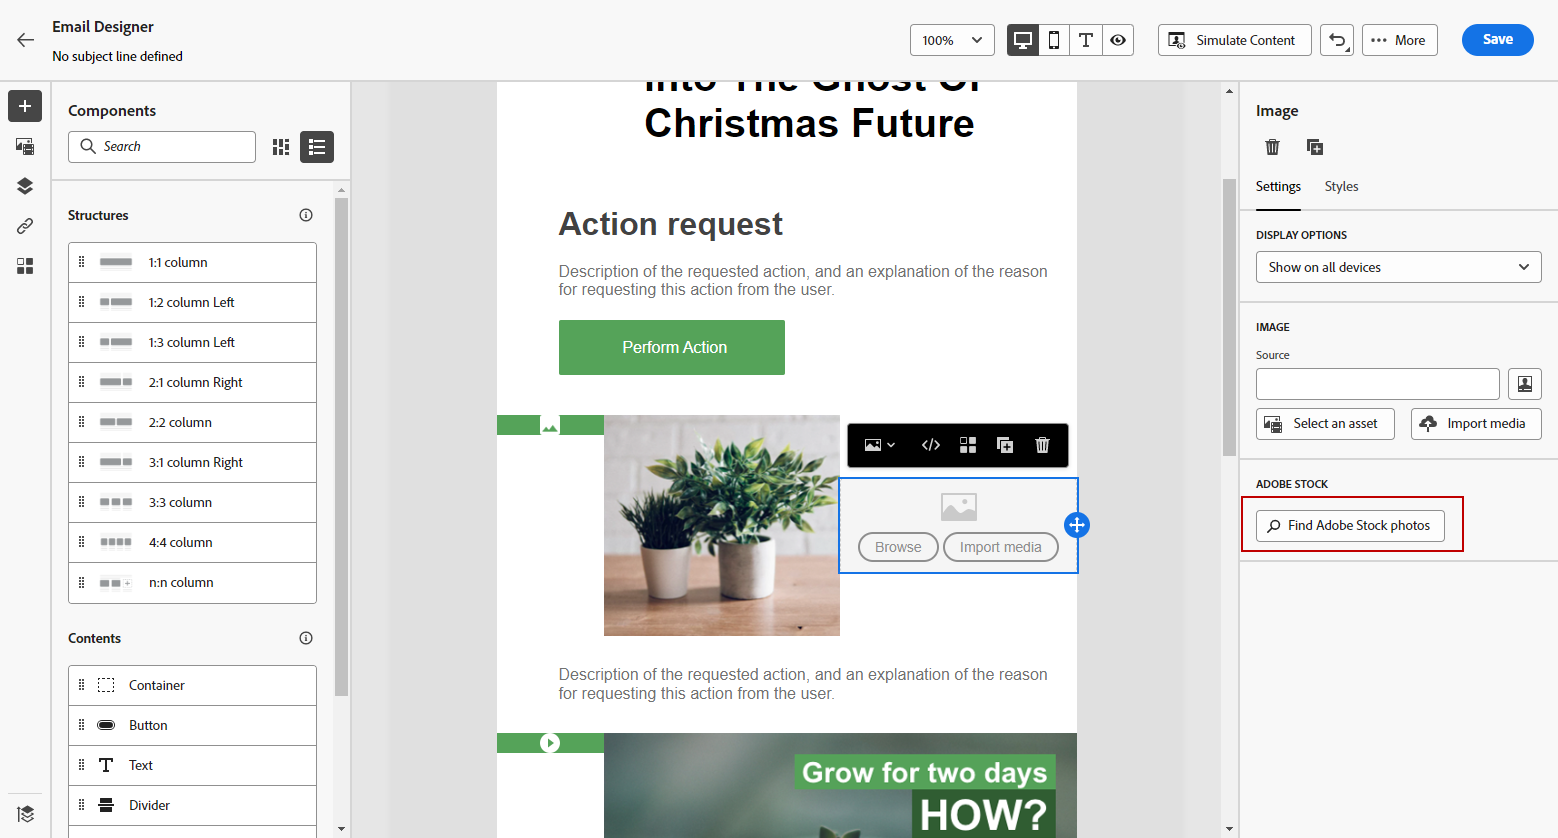 Email Designer
No subject line defined
100%
Simulate Content
More
Save
Components
Search
Structures
1:1 column
1:2 column Left
1:3 column Left
2:1 column Right
2:2 column
3:1 column Right
3:3 column
4:4 column
n:n column
Contents
Container
Button
Text
Divider
Into The Ghost Of
Christmas Future
Action request
Description of the requested action, and an explanation of the reason
for requesting this action from the user.
Perform Action
Browse
Import media
Description of the requested action, and an explanation of the reason
for requesting this action from the user.
Grow for two days
HOW?
Image
Settings
Styles
DISPLAY OPTIONS
Show on all devices
IMAGE
Source
Select an asset
Import media
ADOBE STOCK
Find Adobe Stock photos